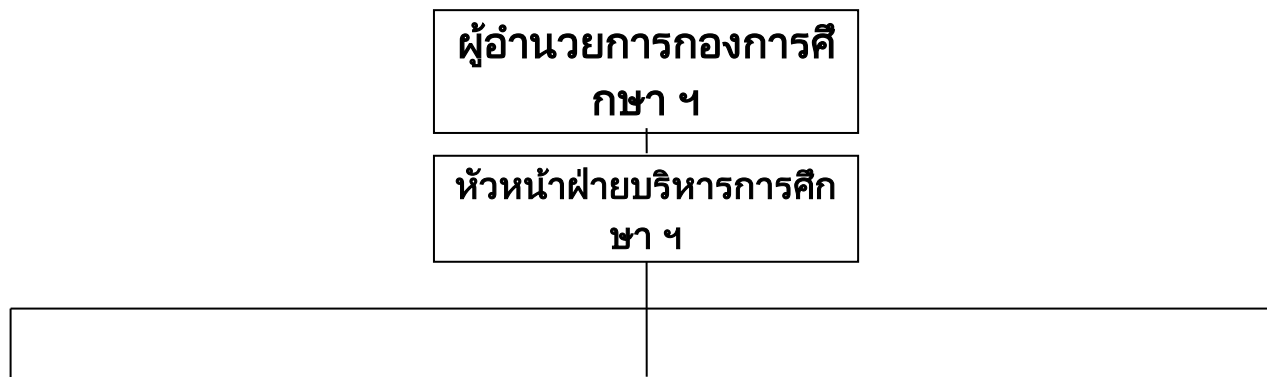 ผู้อำนวยการกองการศึ
กษา ฯ
หัวหน้าฝ่ายบริหารการศึก
ษา ฯ